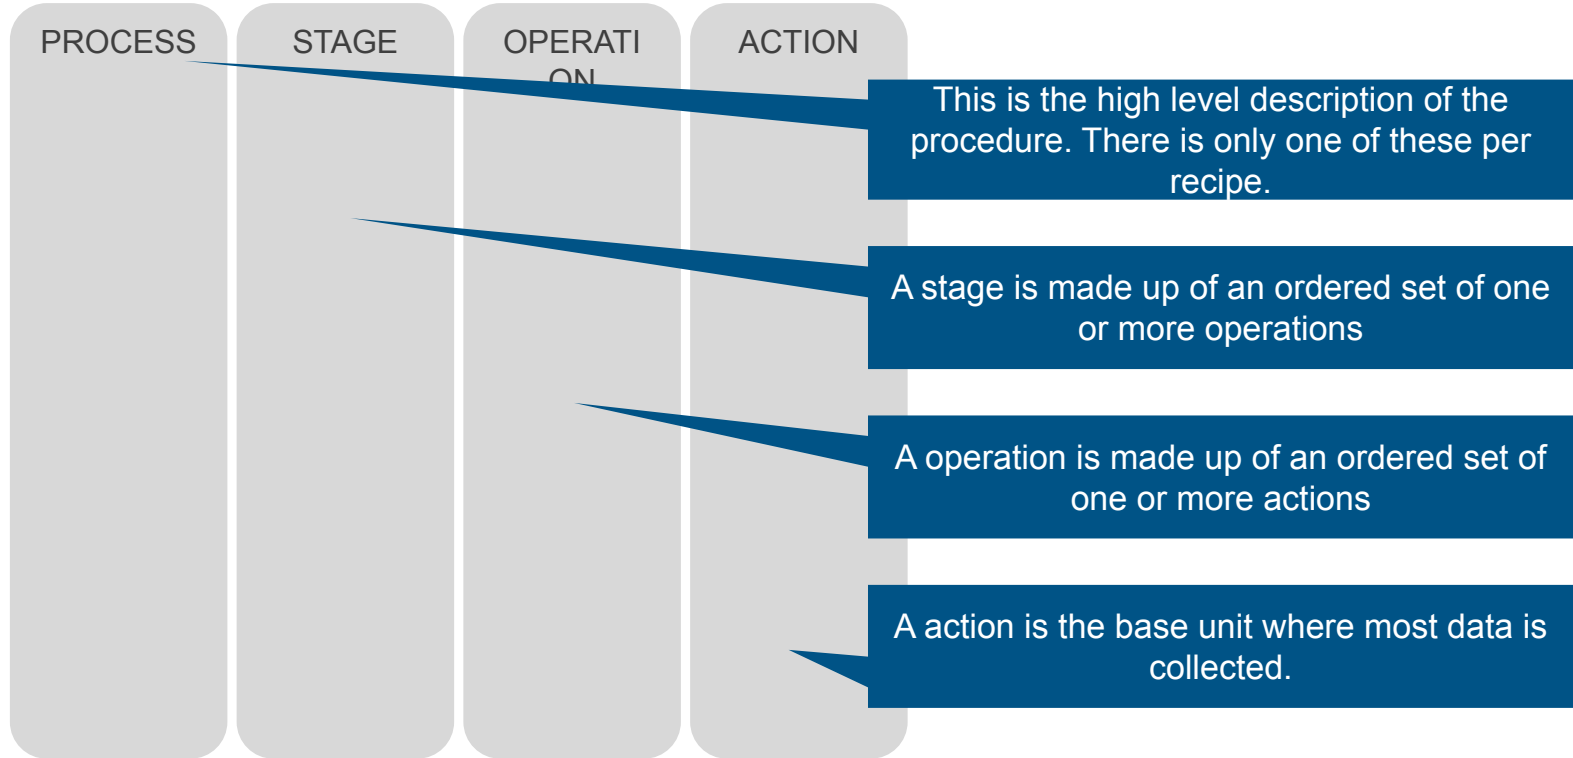 PROCESS
STAGE
OPERATI
ON
ACTION
This is the high level description of the
procedure. There is only one of these per
recipe.
A stage is made up of an ordered set of one
or more operations
A operation is made up of an ordered set of
one or more actions
A action is the base unit where most data is
collected.